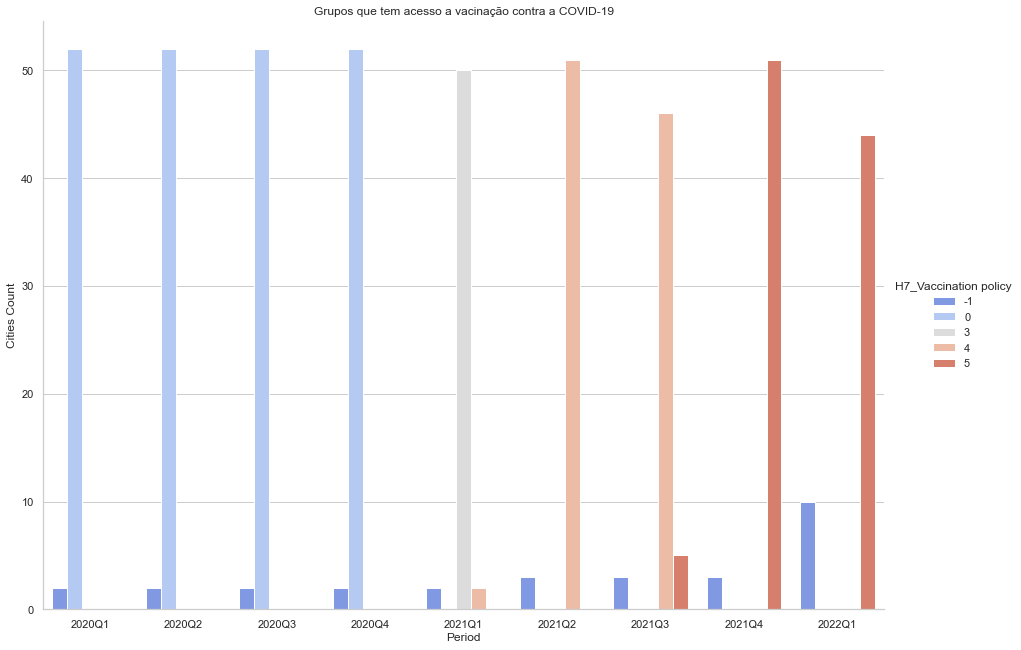 Grupos que tem acesso a vacinação contra a COVID-19
Cities Count
50
40
30
20
10
0
2020Q1 2020Q2 2020Q3 2020Q4 2021Q1 2021Q2 2021Q3 2021Q4 2022Q1
Period
H7_Vaccination policy
-1
0
3
4
5